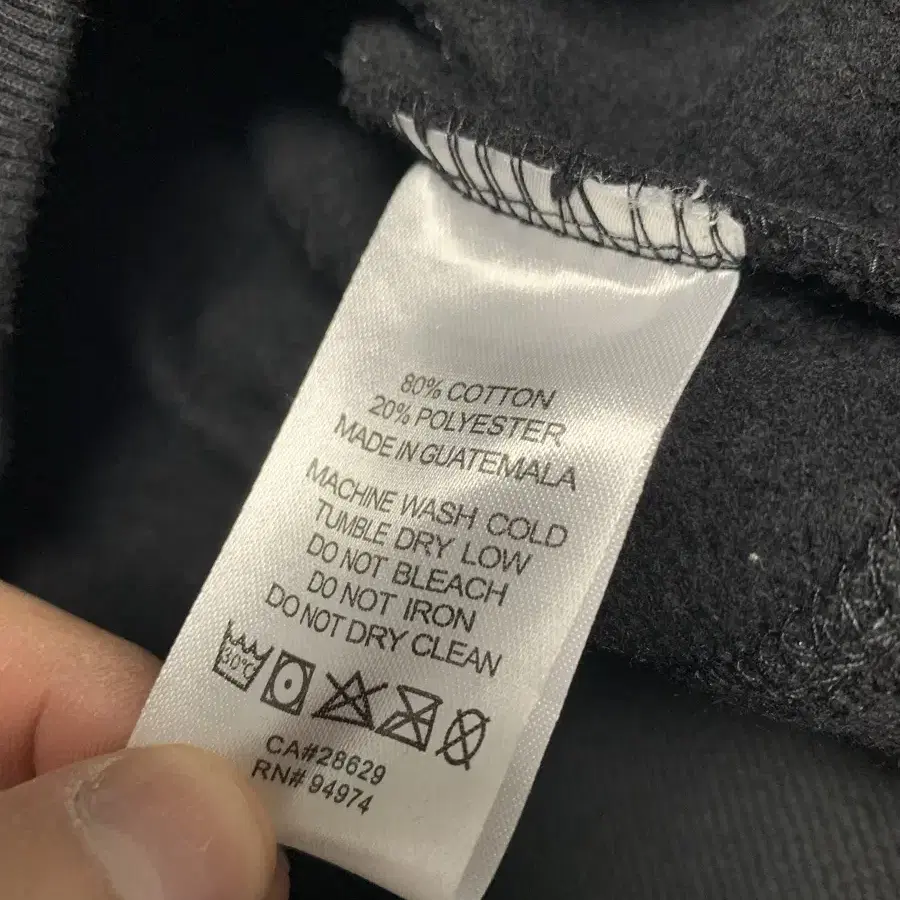 80% COTTON
20% POLYESTER
MADE IN GUATEMALA
MACHINE WASH COLD
TUMBLE DRY LOW
DO NOT BLEACH
DO NOT IRON
DO NOT DRY CLEAN
30°C
CA#28629
RN# 94974